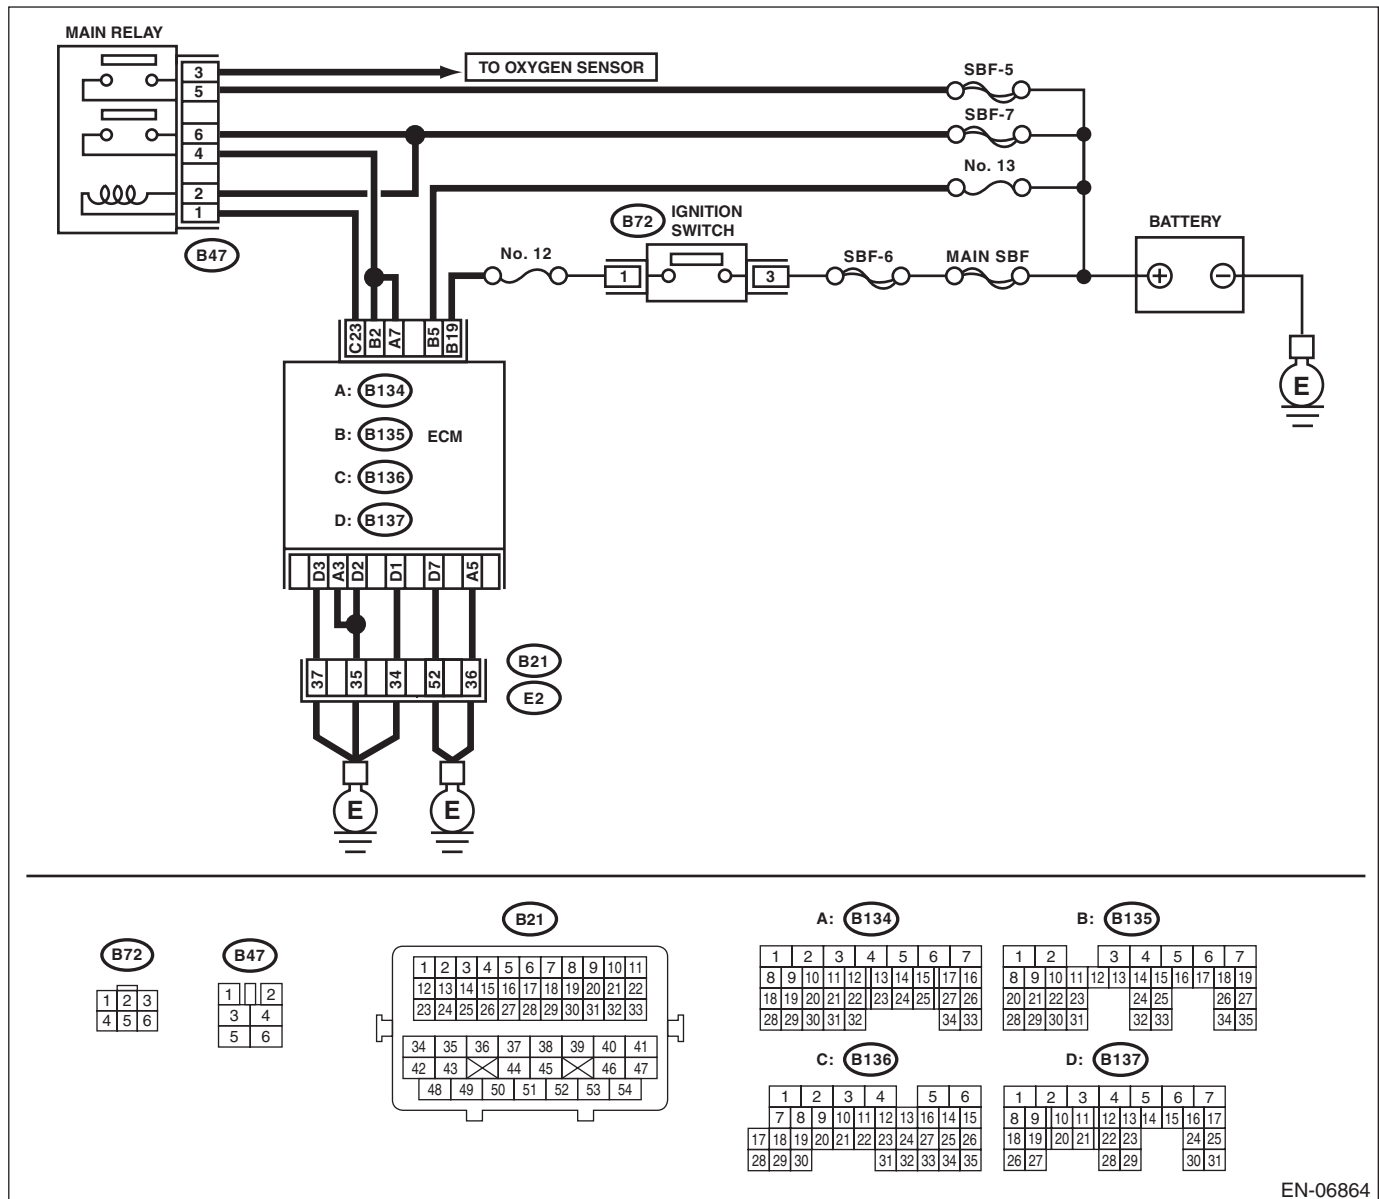 MAIN RELAY
3
5
6
4
2
1
B47
TO OXYGEN SENSOR
SBF-5
SBF-7
No. 13
B72
IGNITION
SWITCH
No. 12
1
3
SBF-6
MAIN SBF
BATTERY
+ −
E
C23 B2 A7 B5 B19
A: B134
B: B135
ECM
C: B136
D: B137
D3 A3 D2 D1 D7 A5
37 35 34 52 36
B21
E2
E E
B72
1 2 3
4 5 6
B47
1 2
3 4
5 6
B21
1 2 3 4 5 6 7 8 9 10 11
12 13 14 15 16 17 18 19 20 21 22
23 24 25 26 27 28 29 30 31 32 33
34 35 36 37 38 39 40 41
42 43 44 45 46 47
48 49 50 51 52 53 54
A: B134
1 2 3 4 5 6 7
8 9 10 11 12 13 14 15 17 16
18 19 20 21 22 23 24 25 27 26
28 29 30 31 32 34 33
B: B135
1 2 3 4 5 6 7
8 9 10 11 12 13 14 15 16 17 18 19
20 21 22 23 24 25 26 27
28 29 30 31 32 33 34 35
C: B136
1 2 3 4 5 6
7 8 9 10 11 12 13 16 14 15
17 18 19 20 21 22 23 24 27 25 26
28 29 30 31 32 33 34 35
D: B137
1 2 3 4 5 6 7
8 9 10 11 12 13 14 15 16 17
18 19 20 21 22 23 24 25
26 27 28 29 30 31
EN-06864